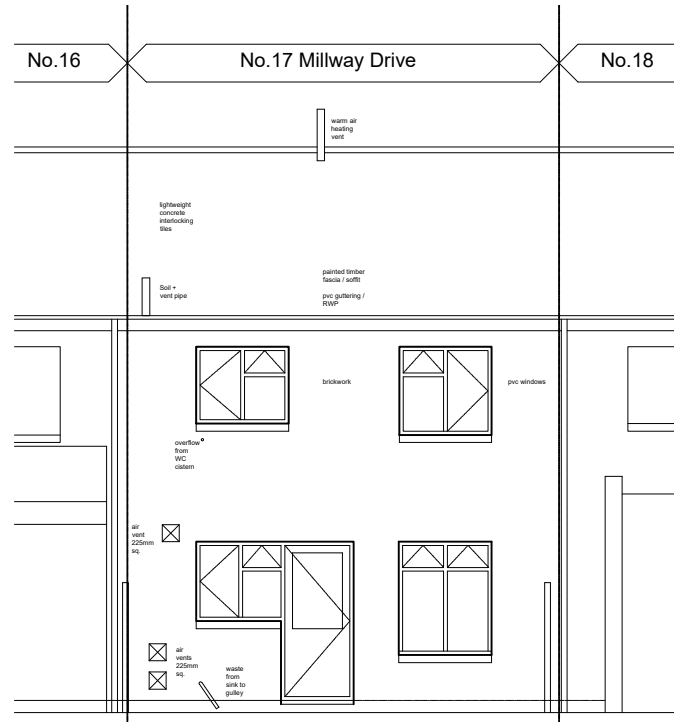 No.16
No.17 Millway Drive
No.18
warm air
heating
vent
lightweight
concrete
interlocking
tiles
painted timber
fascia / soffit
Soil +
vent pipe
pvc guttering /
RWP
brickwork
pvc windows
overflow
from
WC
cistern
air
vent
225mm
sq.
air
vents
225mm
sq.
waste
from
sink to
gulley